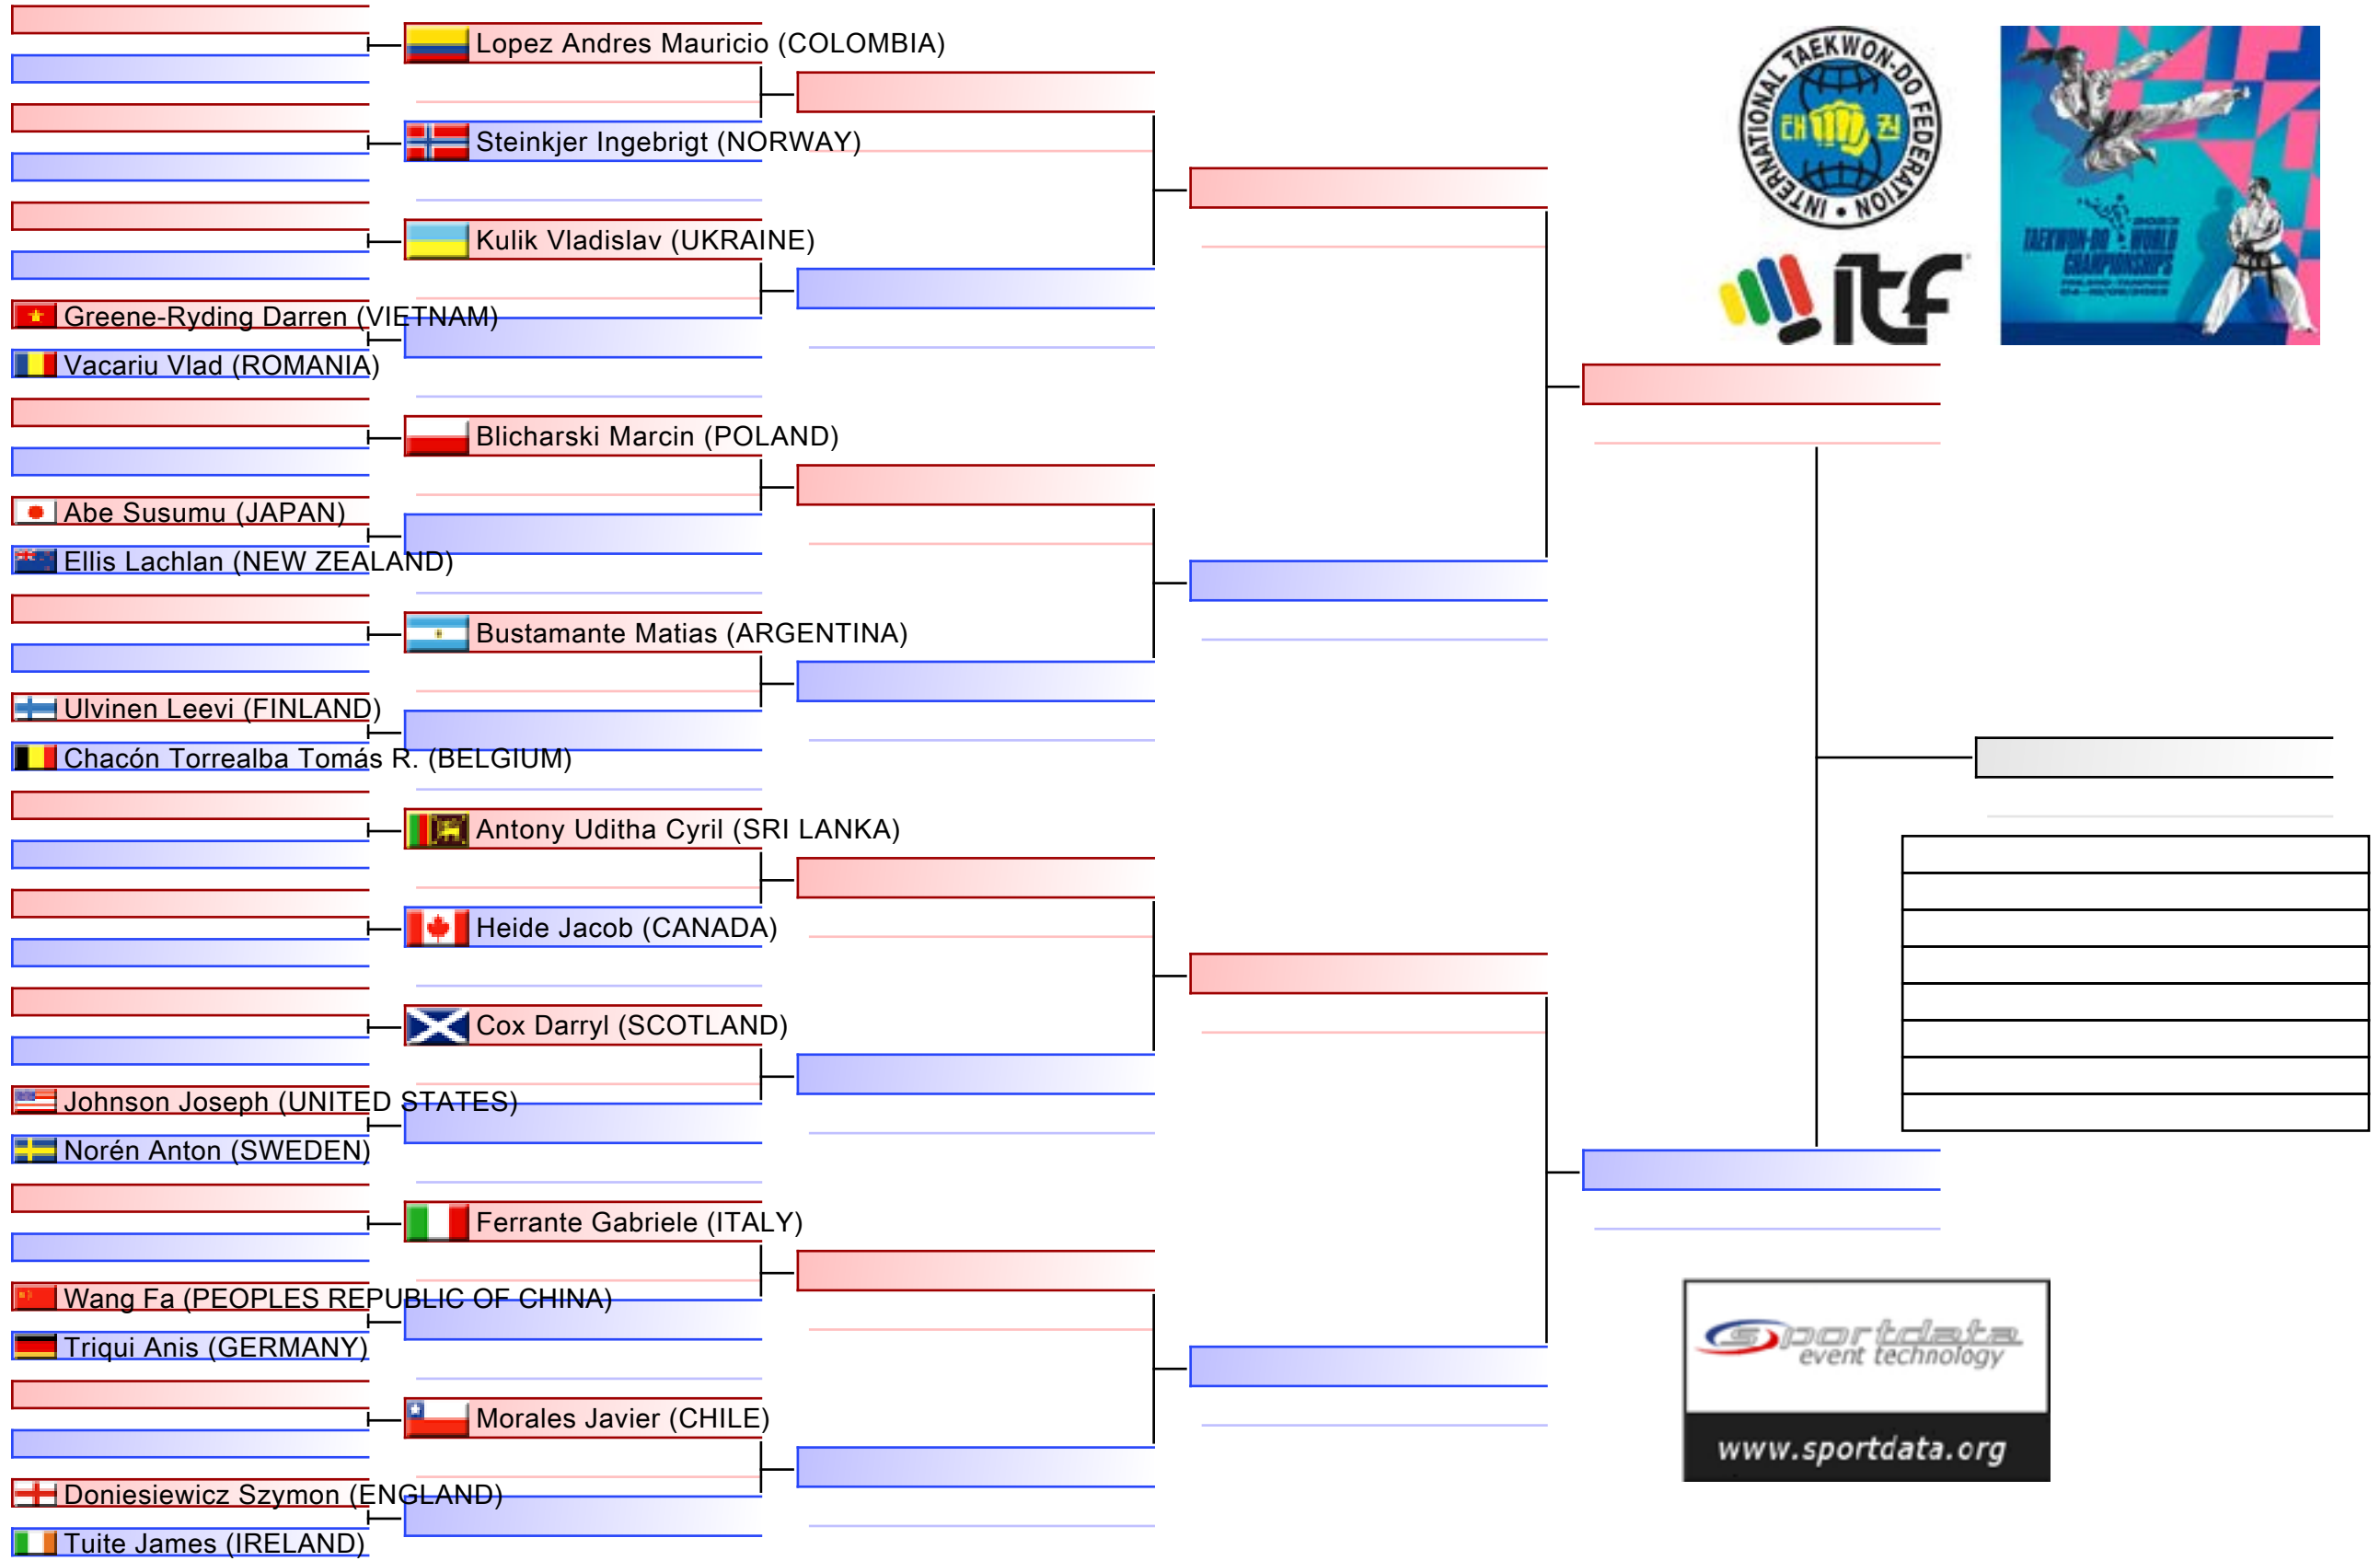 Lopez Andres Mauricio (COLOMBIA)
Steinkjer Ingebrigt (NORWAY)
Kulik Vladislav (UKRAINE)
Greene-Ryding Darren (VIETNAM)
Vacariu Vlad (ROMANIA)
Blicharski Marcin (POLAND)
Abe Susumu (JAPAN)
Ellis Lachlan (NEW ZEALAND)
Bustamante Matias (ARGENTINA)
Ulvinen Leevi (FINLAND)
Chacón Torrealba Tomás R. (BELGIUM)
Antony Uditha Cyril (SRI LANKA)
Heide Jacob (CANADA)
Cox Darryl (SCOTLAND)
Johnson Joseph (UNITED STATES)
Norén Anton (SWEDEN)
Ferrante Gabriele (ITALY)
Wang Fa (PEOPLES REPUBLIC OF CHINA)
Triqui Anis (GERMANY)
Morales Javier (CHILE)
Doniesiewicz Szymon (ENGLAND)
Tuite James (IRELAND)
INTERNATIONAL TAEKWON-DO FEDERATION
태 권
itf
2023
TAEKWON-DO WORLD
CHAMPIONSHIPS
sportdata
event technology
www.sportdata.org